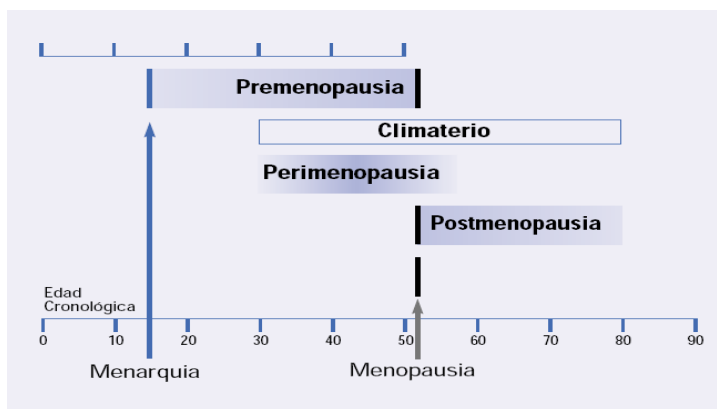 Premenopausia
Climaterio
Perimenopausia
Postmenopausia
Edad
Cronológica
0 10 20 30 40 50 60 70 80 90
Menarquia
Menopausia